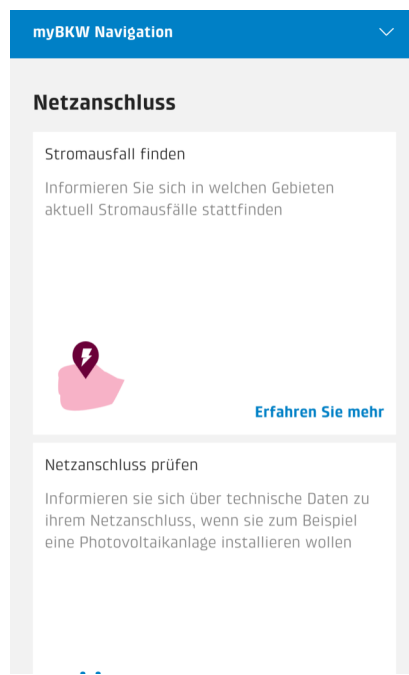 myBKW Navigation
Netzanschluss
Stromausfall finden
Informieren Sie sich in welchen Gebieten
aktuell Stromausfälle stattfinden
Erfahren Sie mehr
Netzanschluss prüfen
Informieren sie sich über technische Daten zu
ihrem Netzanschluss, wenn sie zum Beispiel
eine Photovoltaikanlage installieren wollen